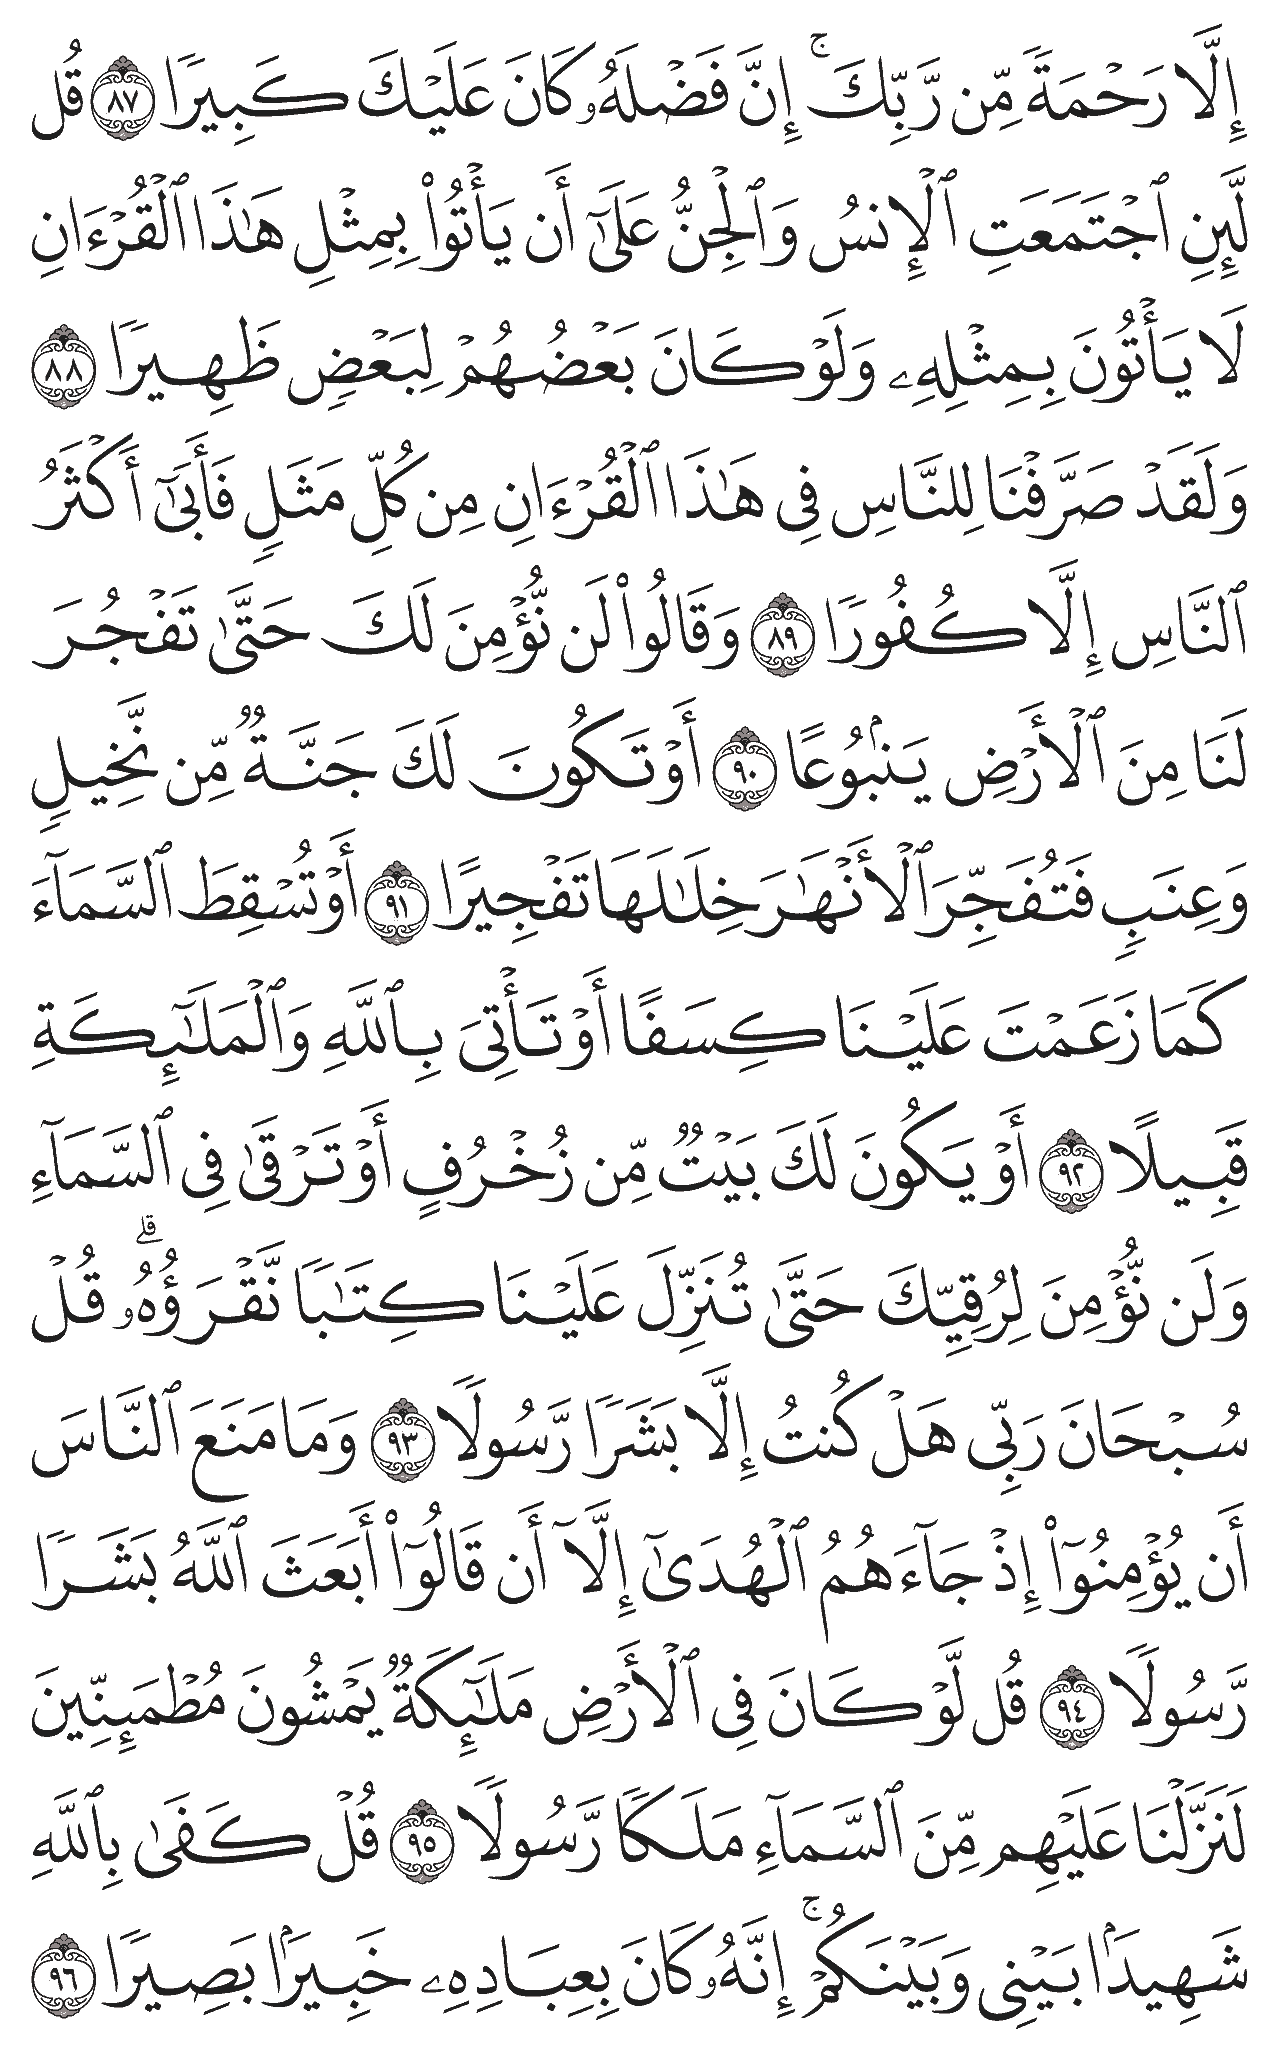 إِلَّا رَحْمَةً مِّن رَّبِّكَ ۚ إِنَّ فَضْلَهُۥ كَانَ عَلَيْكَ كَبِيرًا ٨٧ قُل
لَّئِنِ ٱجْتَمَعَتِ ٱلْإِنسُ وَٱلْجِنُّ عَلَىٰٓ أَن يَأْتُوا۟ بِمِثْلِ هَـٰذَا ٱلْقُرْءَانِ
لَا يَأْتُونَ بِمِثْلِهِۦ وَلَوْ كَانَ بَعْضُهُمْ لِبَعْضٍ ظَهِيرًا ٨٨
وَلَقَدْ صَرَّفْنَا لِلنَّاسِ فِى هَـٰذَا ٱلْقُرْءَانِ مِن كُلِّ مَثَلٍ فَأَبَىٰٓ أَكْثَرُ
ٱلنَّاسِ إِلَّا كُفُورًا ٨٩ وَقَالُوا۟ لَن نُّؤْمِنَ لَكَ حَتَّىٰ تَفْجُرَ
لَنَا مِنَ ٱلْأَرْضِ يَنۢبُوعًا ٩٠ أَوْ تَكُونَ لَكَ جَنَّةٌ مِّن نَّخِيلٍ
وَعِنَبٍ فَتُفَجِّرَ ٱلْأَنْهَـٰرَ خِلَـٰلَهَا تَفْجِيرًا ٩١ أَوْ تُسْقِطَ ٱلسَّمَآءَ
كَمَا زَعَمْتَ عَلَيْنَا كِسَفًا أَوْ تَأْتِىَ بِٱللَّهِ وَٱلْمَلَـٰٓئِكَةِ
قَبِيلًا ٩٢ أَوْ يَكُونَ لَكَ بَيْتٌ مِّن زُخْرُفٍ أَوْ تَرْقَىٰ فِى ٱلسَّمَآءِ
وَلَن نُّؤْمِنَ لِرُقِيِّكَ حَتَّىٰ تُنَزِّلَ عَلَيْنَا كِتَـٰبًا نَّقْرَؤُهُۥ ۗ قُلْ
سُبْحَانَ رَبِّى هَلْ كُنتُ إِلَّا بَشَرًا رَّسُولًا ٩٣ وَمَا مَنَعَ ٱلنَّاسَ
أَن يُؤْمِنُوٓا۟ إِذْ جَآءَهُمُ ٱلْهُدَىٰٓ إِلَّآ أَن قَالُوٓا۟ أَبَعَثَ ٱللَّهُ بَشَرًا
رَّسُولًا ٩٤ قُل لَّوْ كَانَ فِى ٱلْأَرْضِ مَلَـٰٓئِكَةٌ يَمْشُونَ مُطْمَئِنِّينَ
لَنَزَّلْنَا عَلَيْهِم مِّنَ ٱلسَّمَآءِ مَلَكًا رَّسُولًا ٩٥ قُلْ كَفَىٰ بِٱللَّهِ
شَهِيدًۢا بَيْنِى وَبَيْنَكُمْ ۚ إِنَّهُۥ كَانَ بِعِبَادِهِۦ خَبِيرًۢا بَصِيرًا ٩٦